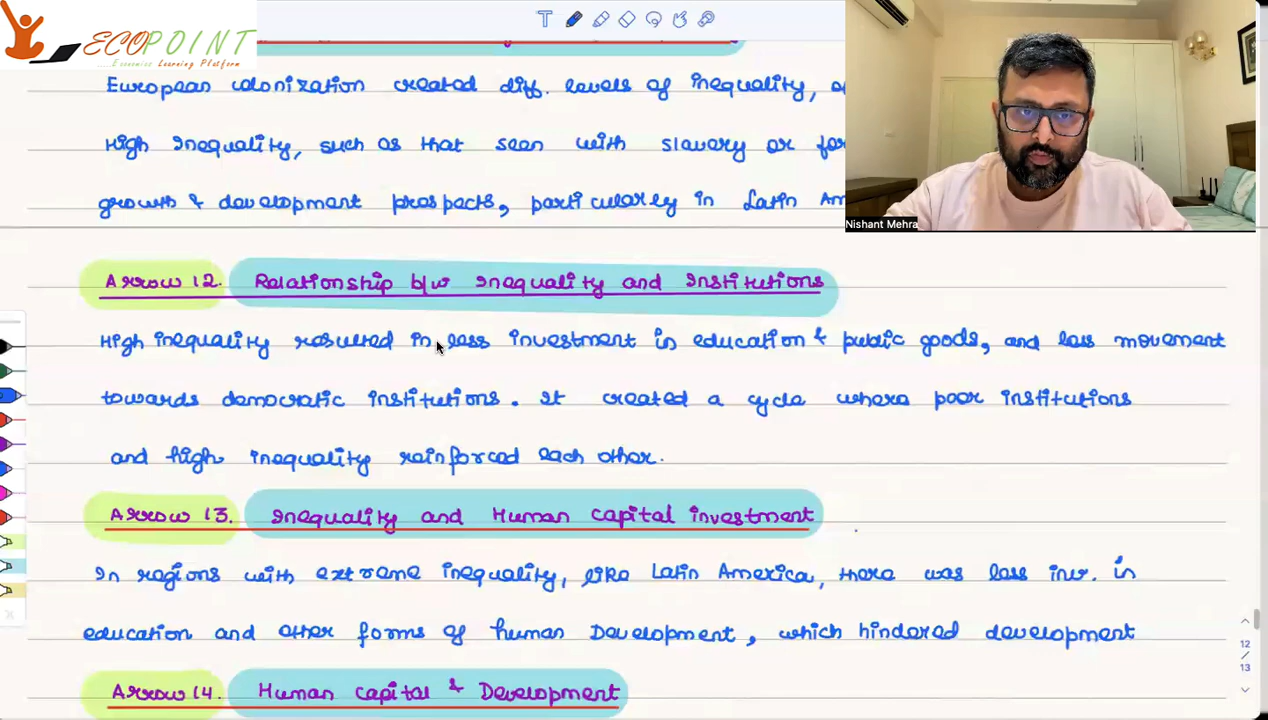 ECOPOINT
Economics Learning Platform
European colonization created diff. levels of inequality,
High Inequality, such as that seen with slavery or
growth & development prospects, particularly in Latin
Nishant Mehra
Arrow 12. Relationship b/w Inequality and Institutions
High inequality resulted in less investment in education & public goods, and less movement
towards democratic institutions. It created a cycle where poor institutions
and high inequality reinforced each other.
Arrow 13. Inequality and Human Capital investment
In regions with extreme inequality, like Latin America, there was less inv. in
education and other forms of human Development, which hindered development
Arrow 14. Human capital & Development
12
/
13